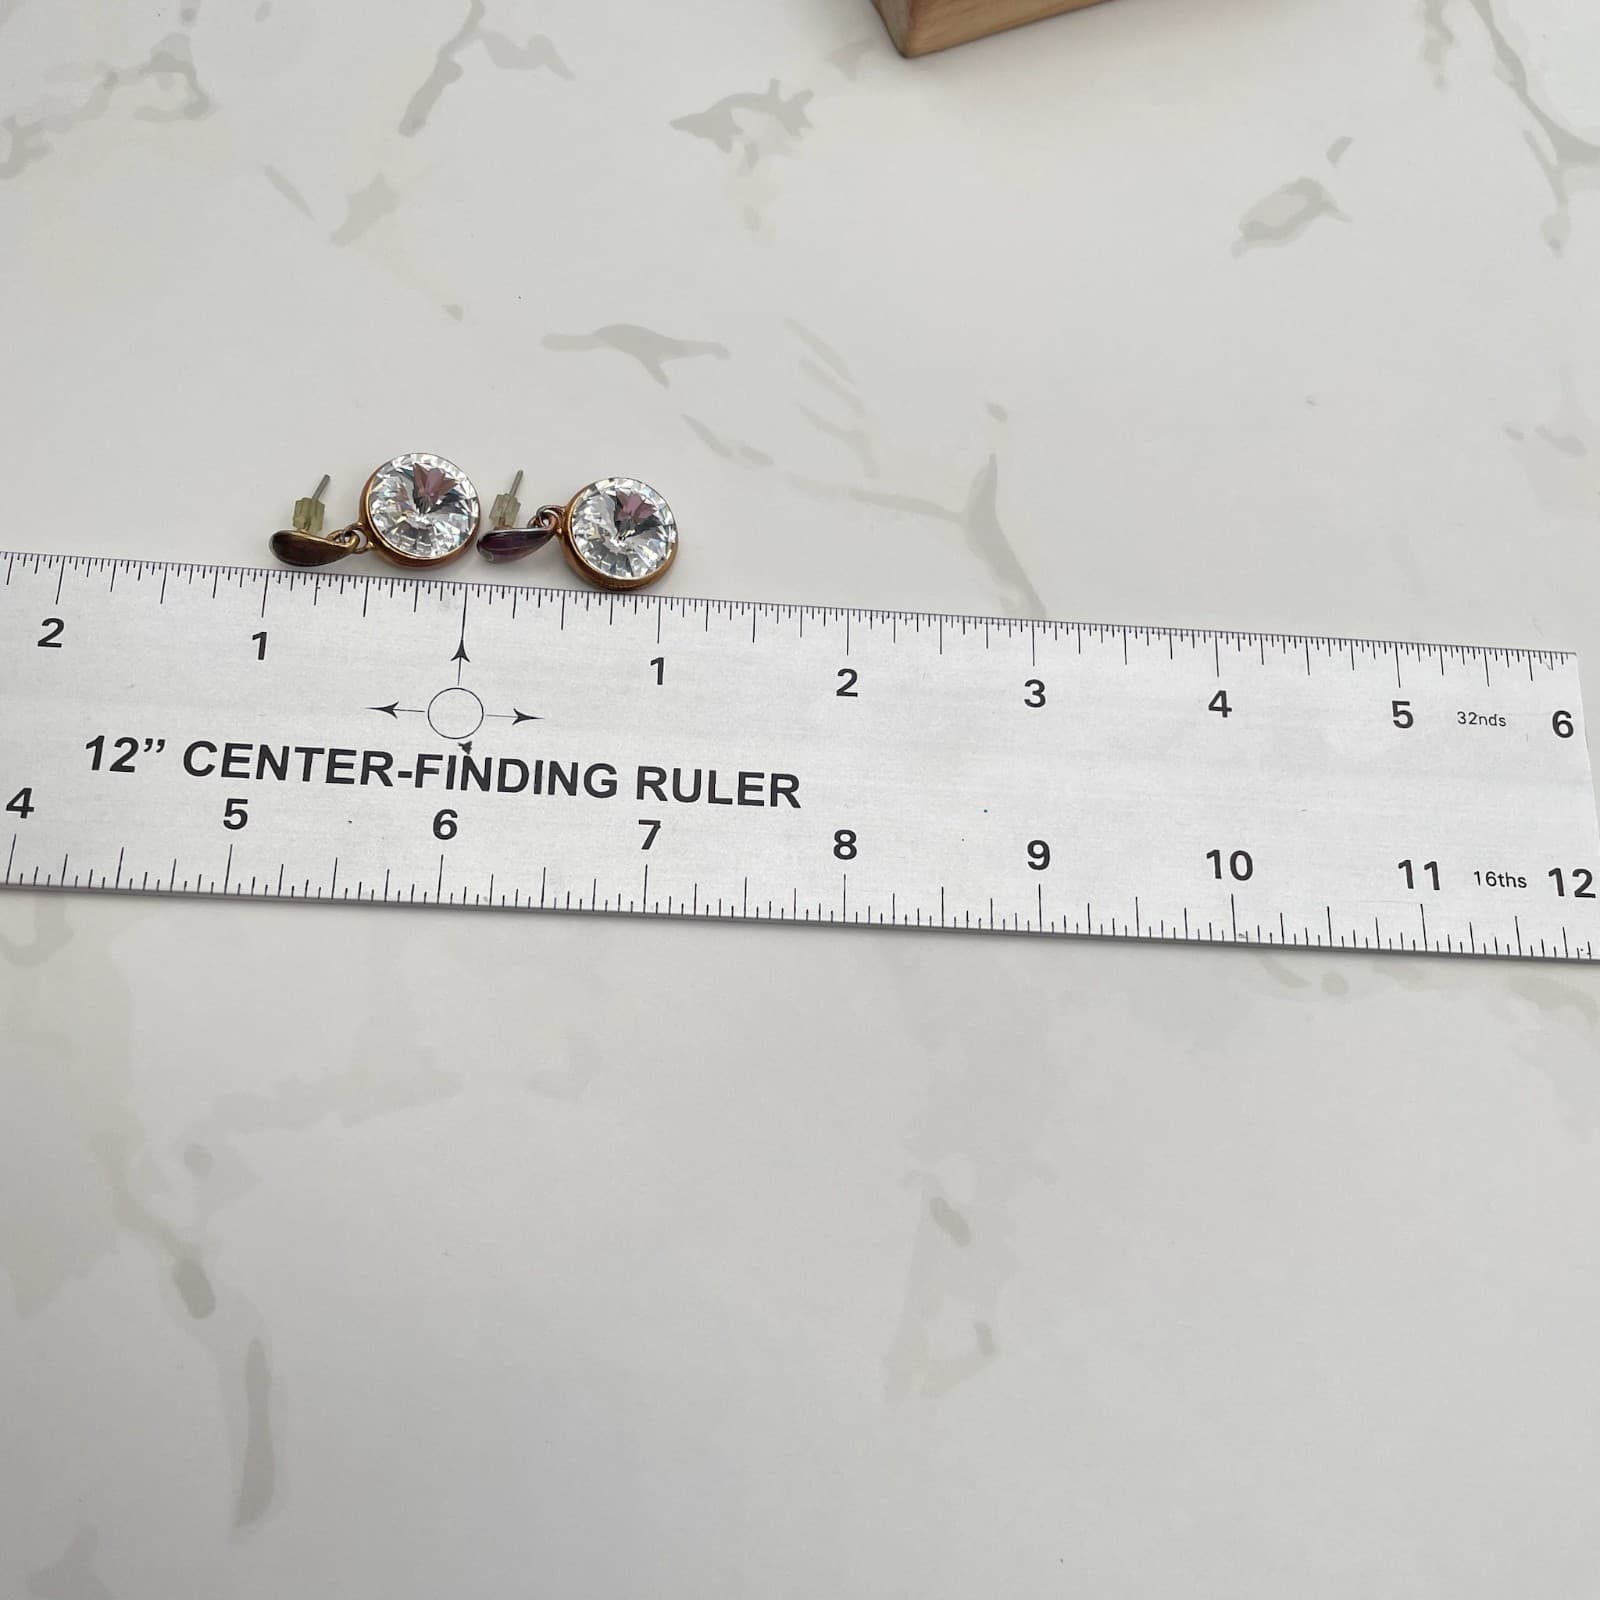 2 1 1 2 3 4 5 32nds 6
12” CENTER-FINDING RULER
4 5 6 7 8 9 10 11 16ths 12